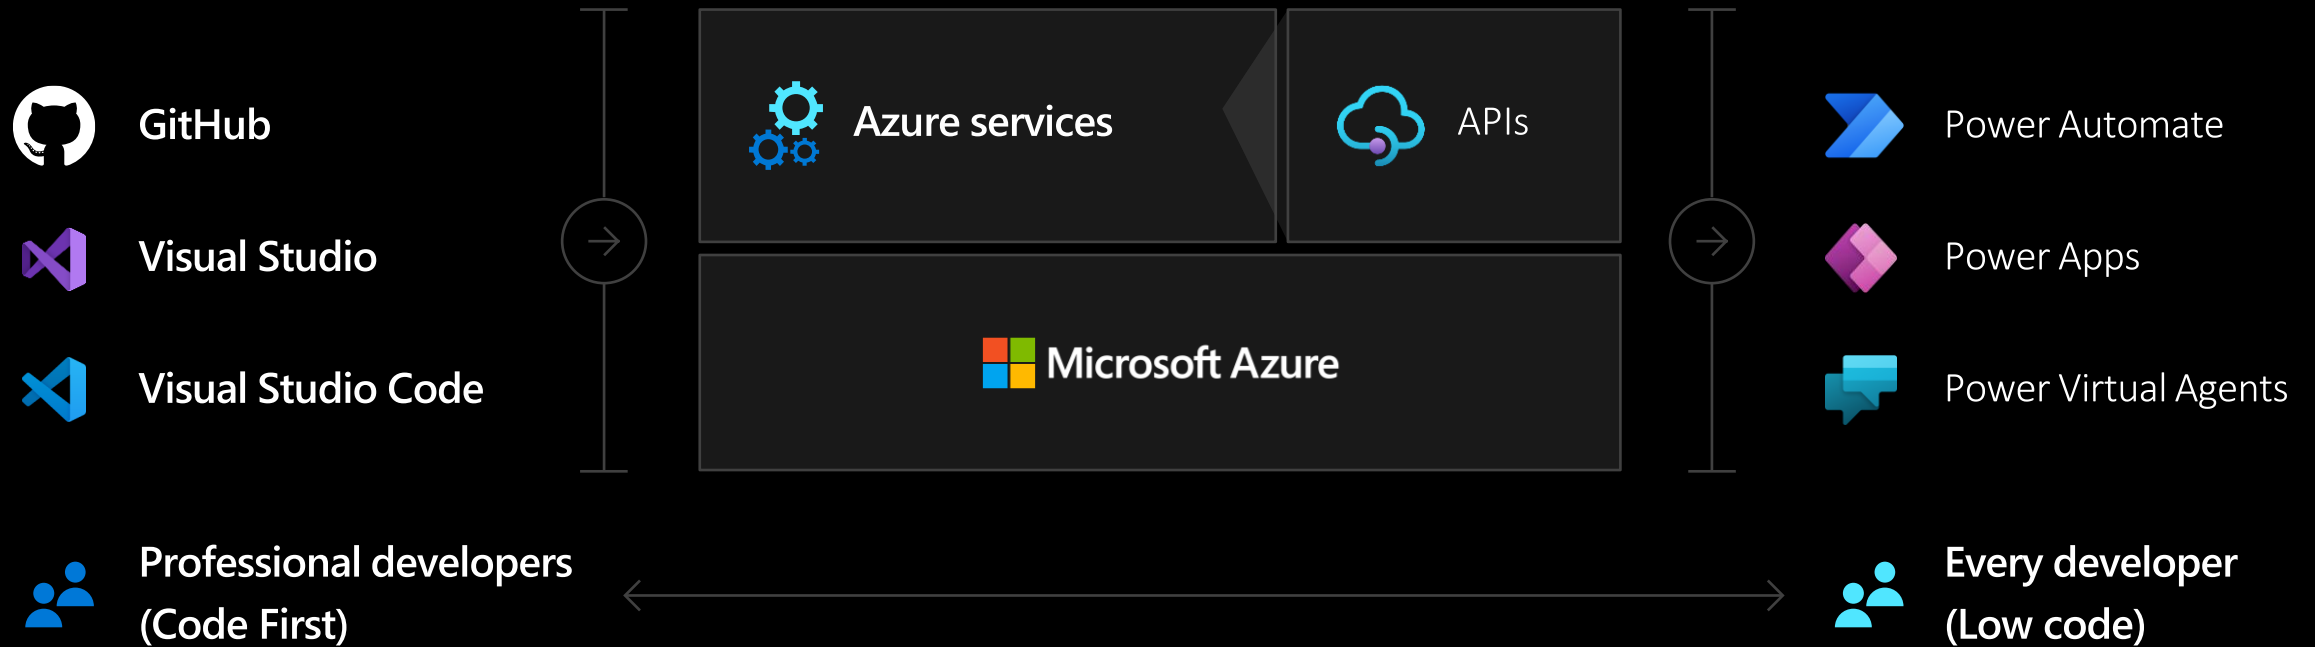 GitHub
Visual Studio
Visual Studio Code
Professional developers
(Code First)
Azure services
APIs
Microsoft Azure
Power Automate
Power Apps
Power Virtual Agents
Every developer
(Low code)